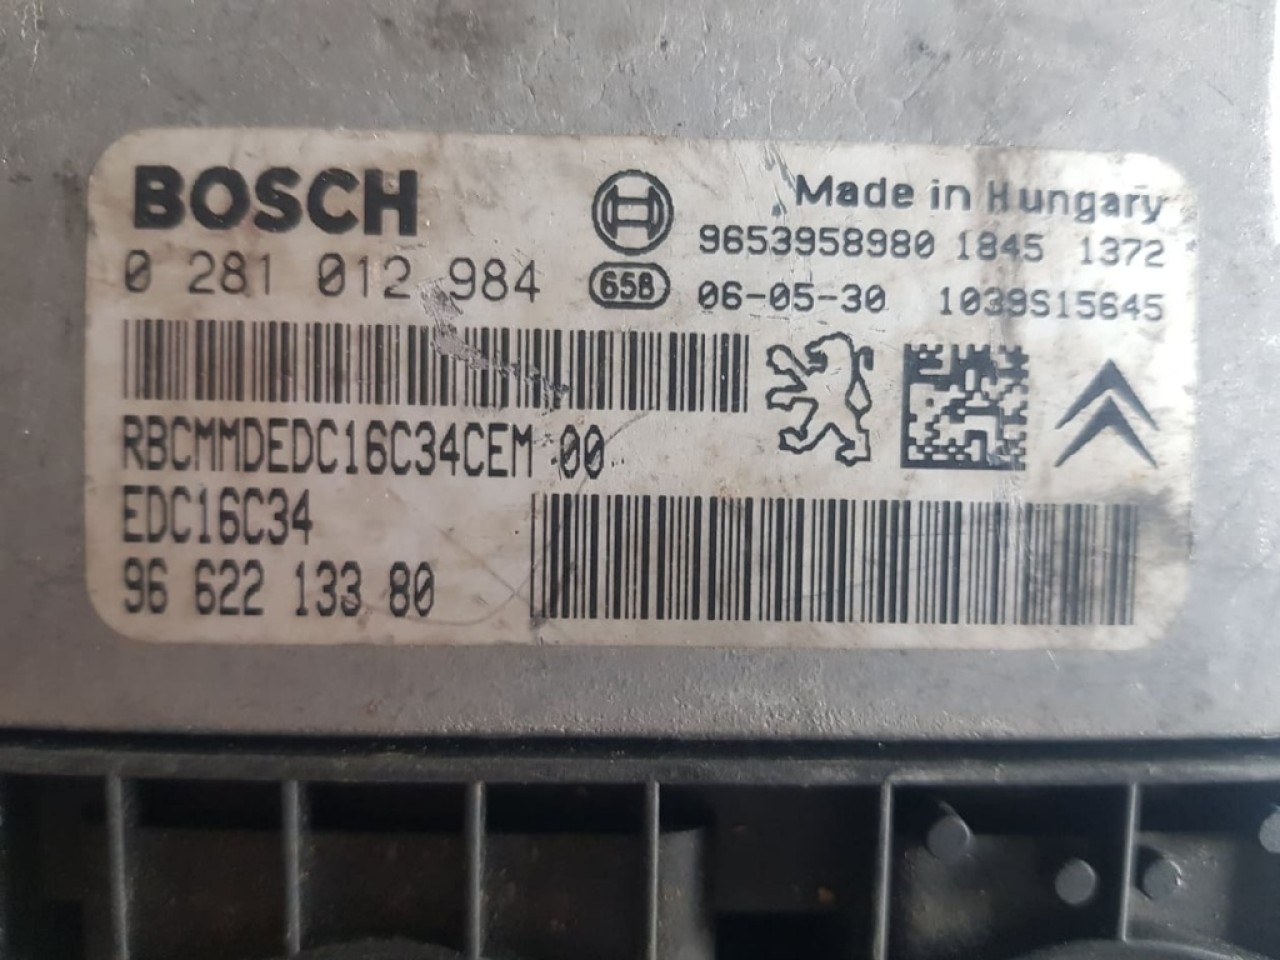 BOSCH
0 281 012 984
658
Made in Hungary
9653958980 1845 1372
06-05-30 1039S15645
RBCMMDEDC16C34CEM 00
EDC16C34
96 622 133 80